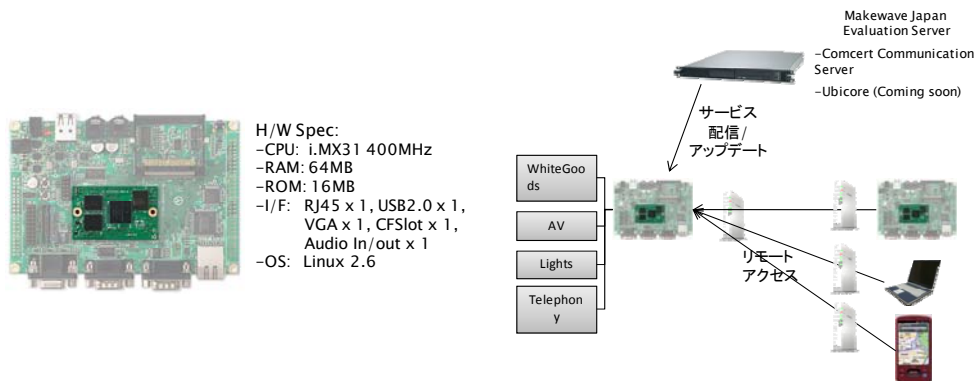 H/W Spec:
-CPU: i.MX31 400MHz
-RAM: 64MB
-ROM: 16MB
-I/F: RJ45 x 1, USB2.0 x 1,
VGA x 1, CFSlot x 1,
Audio In/out x 1
-OS: Linux 2.6
Makewave Japan
Evaluation Server
-Comcert Communication
Server
-Ubicore (Coming soon)
サービス
配信/
アップデート
WhiteGoo
ds
AV
Lights
Telephon
y
リモート
アクセス